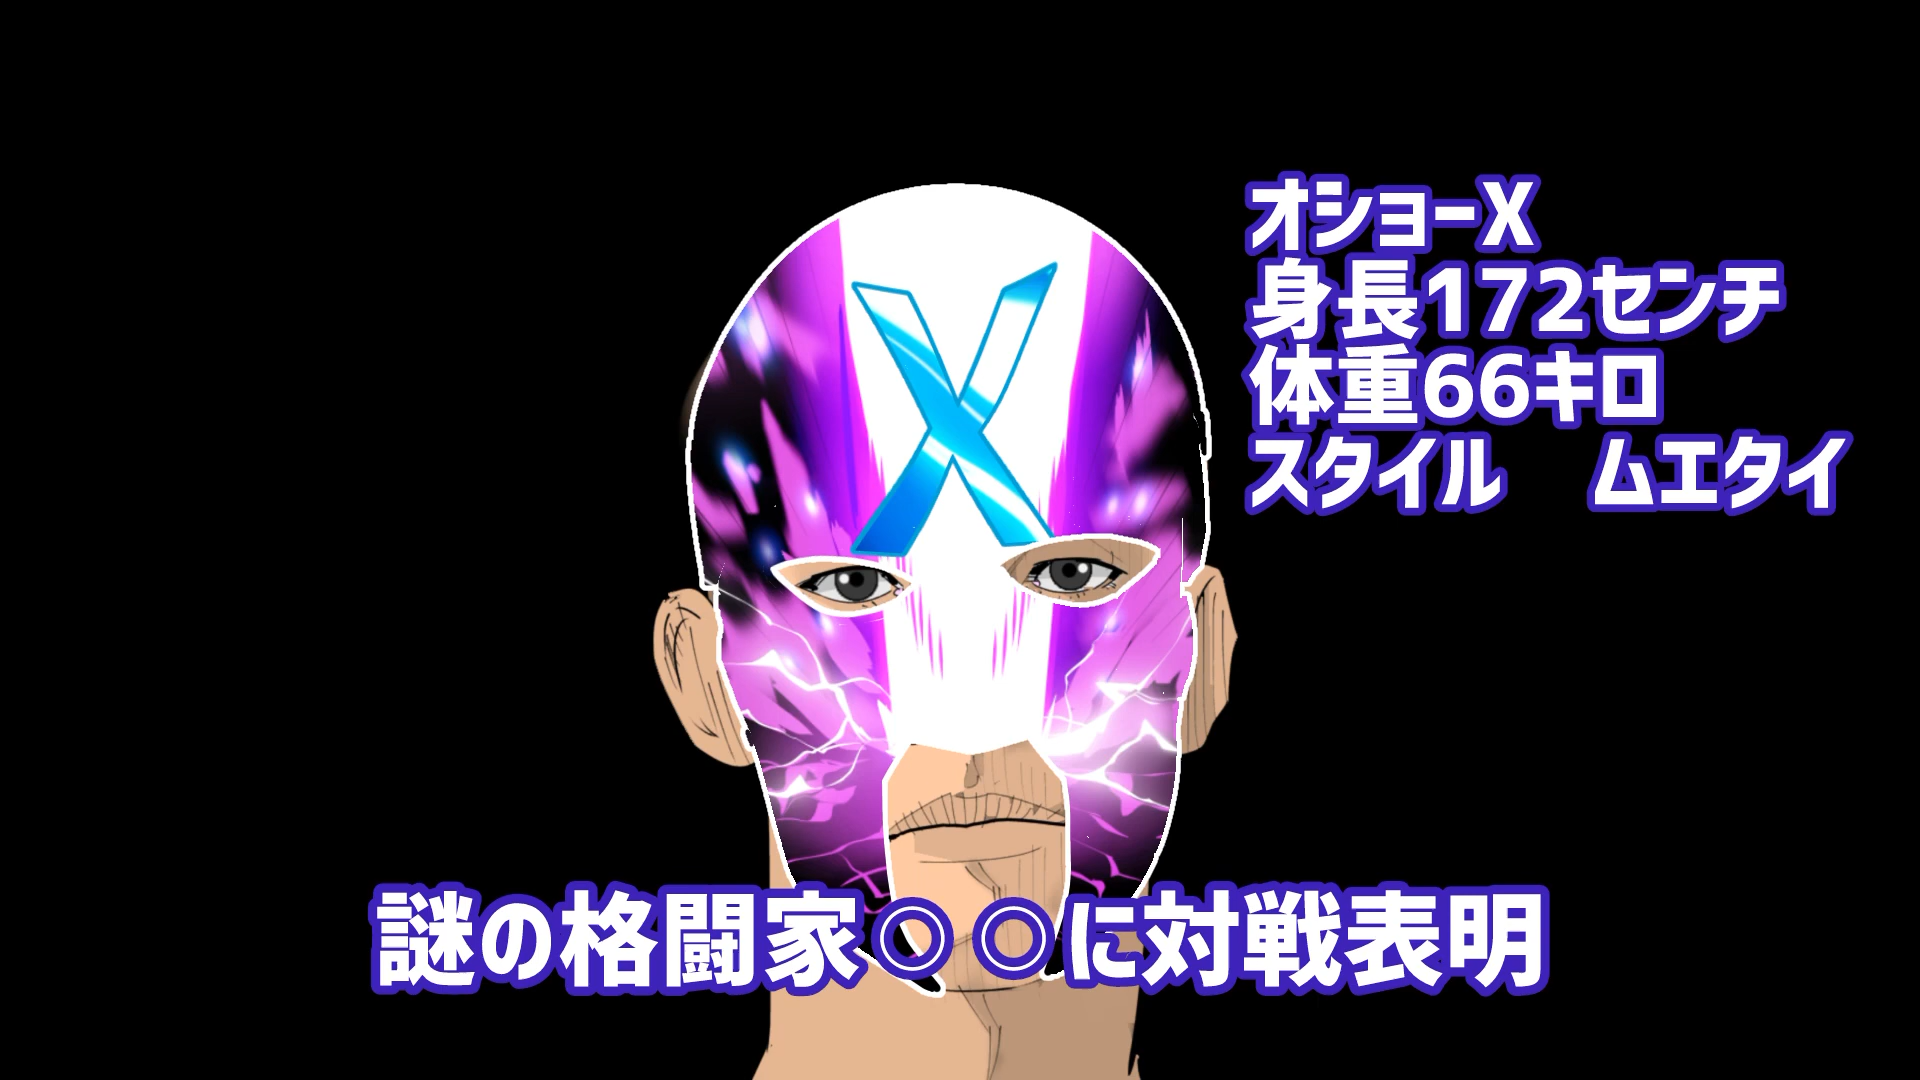 X
オショーX
身長172センチ
体重66キロ
スタイル　ムエタイ
謎の格闘家○○に対戦表明